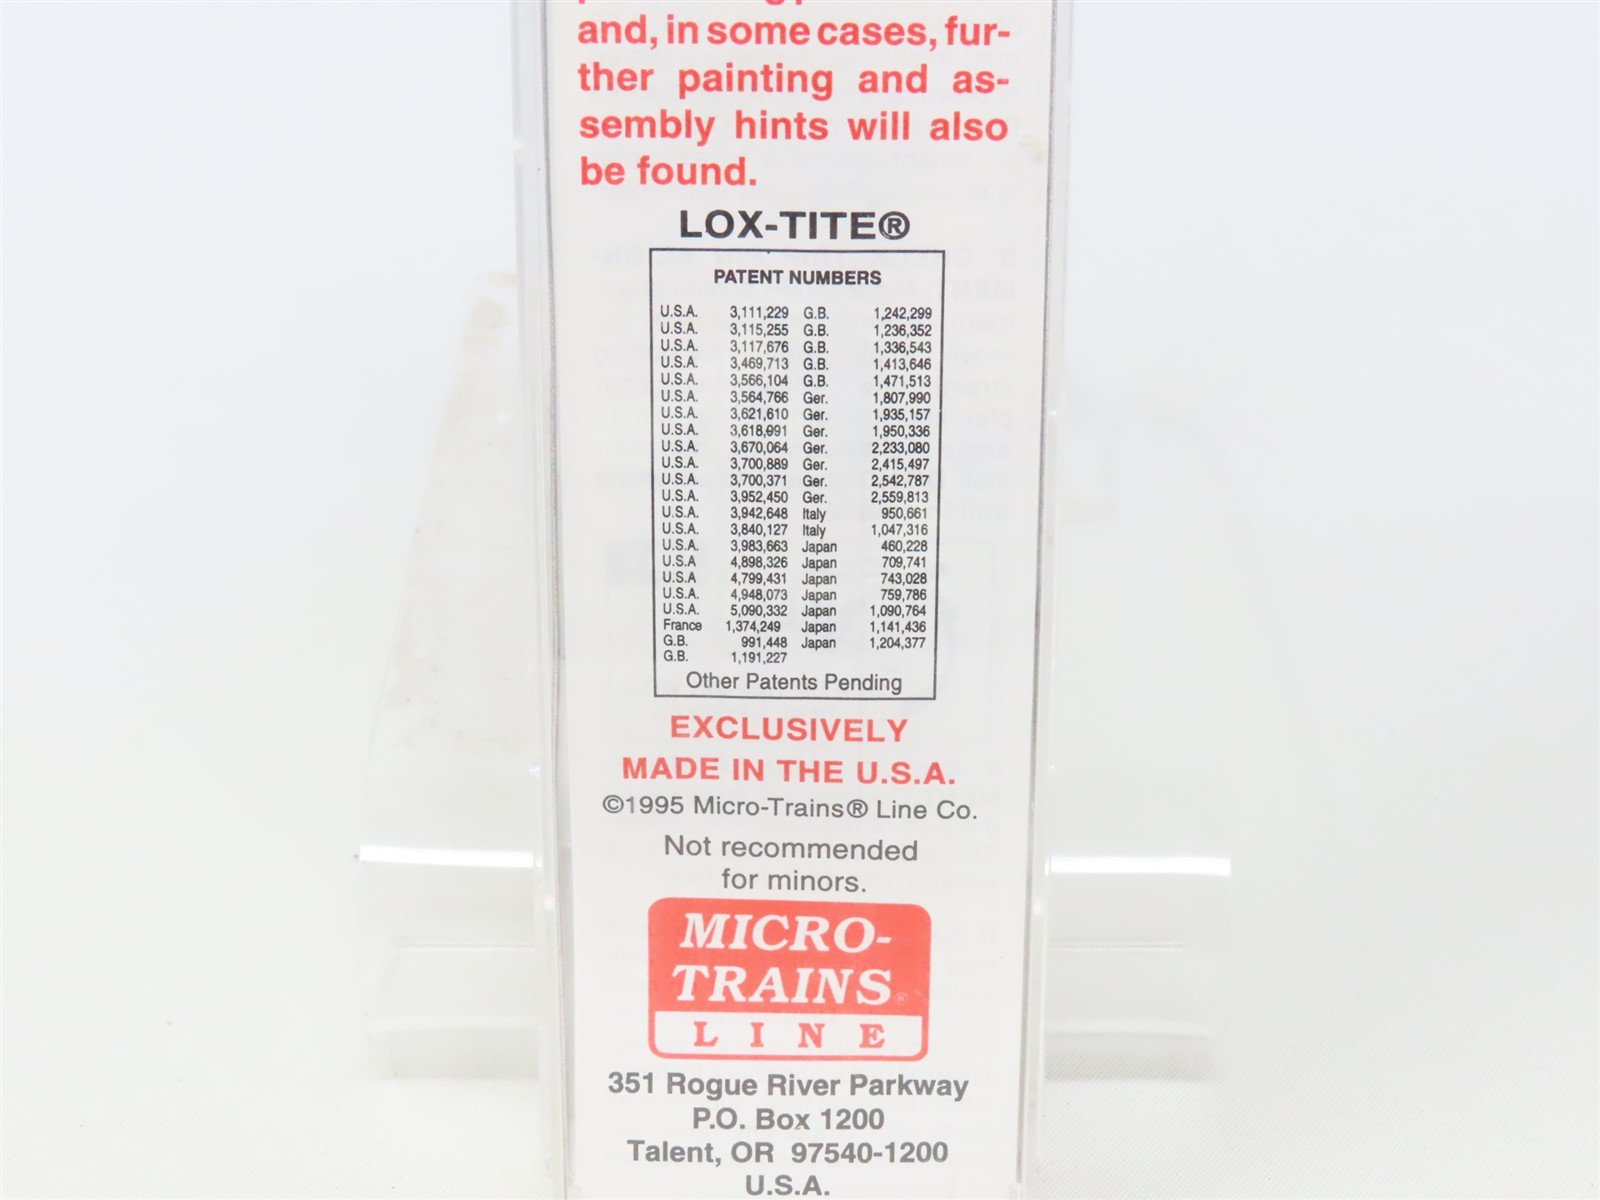 and, in some cases, fur-
ther painting and as-
sembly hints will also
be found.
LOX-TITE®
PATENT NUMBERS
U.S.A. 3,111,229 G.B. 1,242,299
U.S.A. 3,115,255 G.B. 1,236,352
U.S.A. 3,117,676 G.B. 1,336,543
U.S.A. 3,469,713 G.B. 1,413,646
U.S.A. 3,566,104 G.B. 1,471,513
U.S.A. 3,564,766 Ger. 1,807,990
U.S.A. 3,621,610 Ger. 1,935,157
U.S.A. 3,618,991 Ger. 1,950,336
U.S.A. 3,670,064 Ger. 2,233,080
U.S.A. 3,700,889 Ger. 2,415,497
U.S.A. 3,700,371 Ger. 2,542,787
U.S.A. 3,952,450 Ger. 2,559,813
U.S.A. 3,942,648 Italy 950,661
U.S.A. 3,840,127 Italy 1,047,316
U.S.A. 3,983,663 Japan 460,228
U.S.A 4,898,326 Japan 709,741
U.S.A 4,799,431 Japan 743,028
U.S.A. 4,948,073 Japan 759,786
U.S.A. 5,090,332 Japan 1,090,764
France 1,374,249 Japan 1,141,436
G.B. 991,448 Japan 1,204,377
G.B. 1,191,227
Other Patents Pending
EXCLUSIVELY
MADE IN THE U.S.A.
©1995 Micro-Trains® Line Co.
Not recommended
for minors.
MICRO-
TRAINS®
LINE
351 Rogue River Parkway
P.O. Box 1200
Talent, OR 97540-1200
U.S.A.